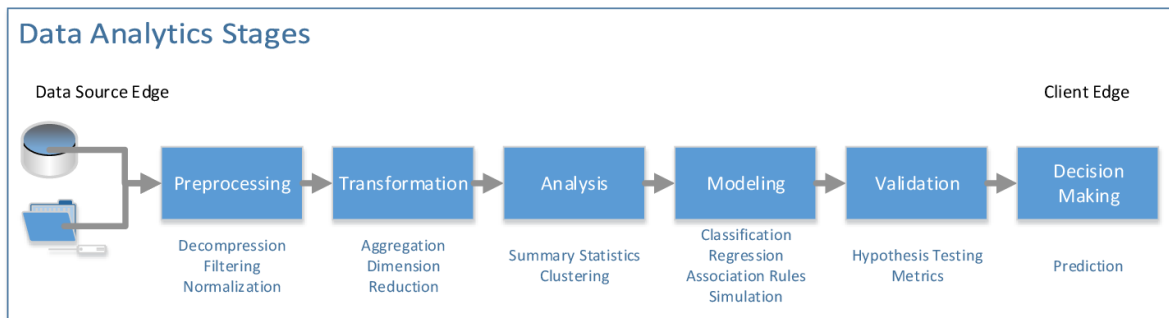 Data Analytics Stages
Data Source Edge
Client Edge
Preprocessing
Transformation
Analysis
Modeling
Validation
Decision
Making
Decompression
Filtering
Normalization
Aggregation
Dimension
Reduction
Summary Statistics
Clustering
Classification
Regression
Association Rules
Simulation
Hypothesis Testing
Metrics
Prediction